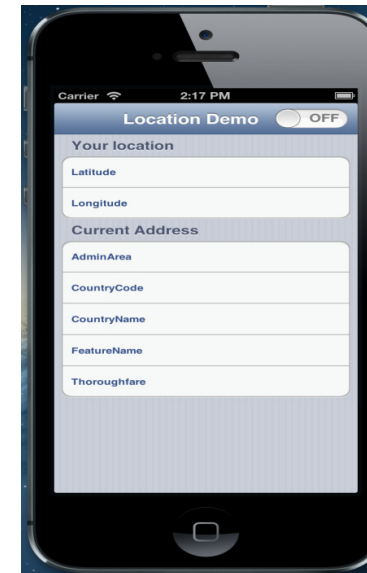 Carrier 2:17 PM
Location Demo OFF
Your location
Latitude
Longitude
Current Address
AdminArea
CountryCode
CountryName
FeatureName
Thoroughfare